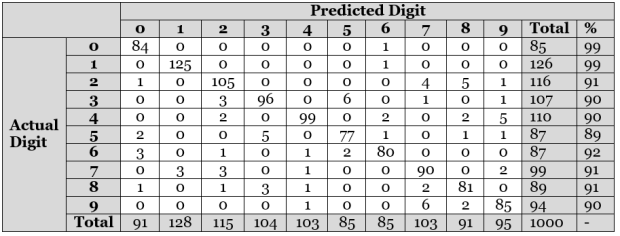 Predicted Digit
0 1 2 3 4 5 6 7 8 9 Total %
Actual Digit
0 84 0 0 0 0 0 1 0 0 0 85 99
1 0 125 0 0 0 0 1 0 0 0 126 99
2 1 0 105 0 0 0 0 4 5 1 116 91
3 0 0 3 96 0 6 0 1 0 1 107 90
4 0 0 2 0 99 0 2 0 2 5 110 90
5 2 0 0 5 0 77 1 0 1 1 87 89
6 3 0 1 0 1 2 80 0 0 0 87 92
7 0 3 3 0 1 0 0 90 0 2 99 91
8 1 0 1 3 1 0 0 2 81 0 89 91
9 0 0 0 0 1 0 0 6 2 85 94 90
Total 91 128 115 104 103 85 85 103 91 95 1000 -